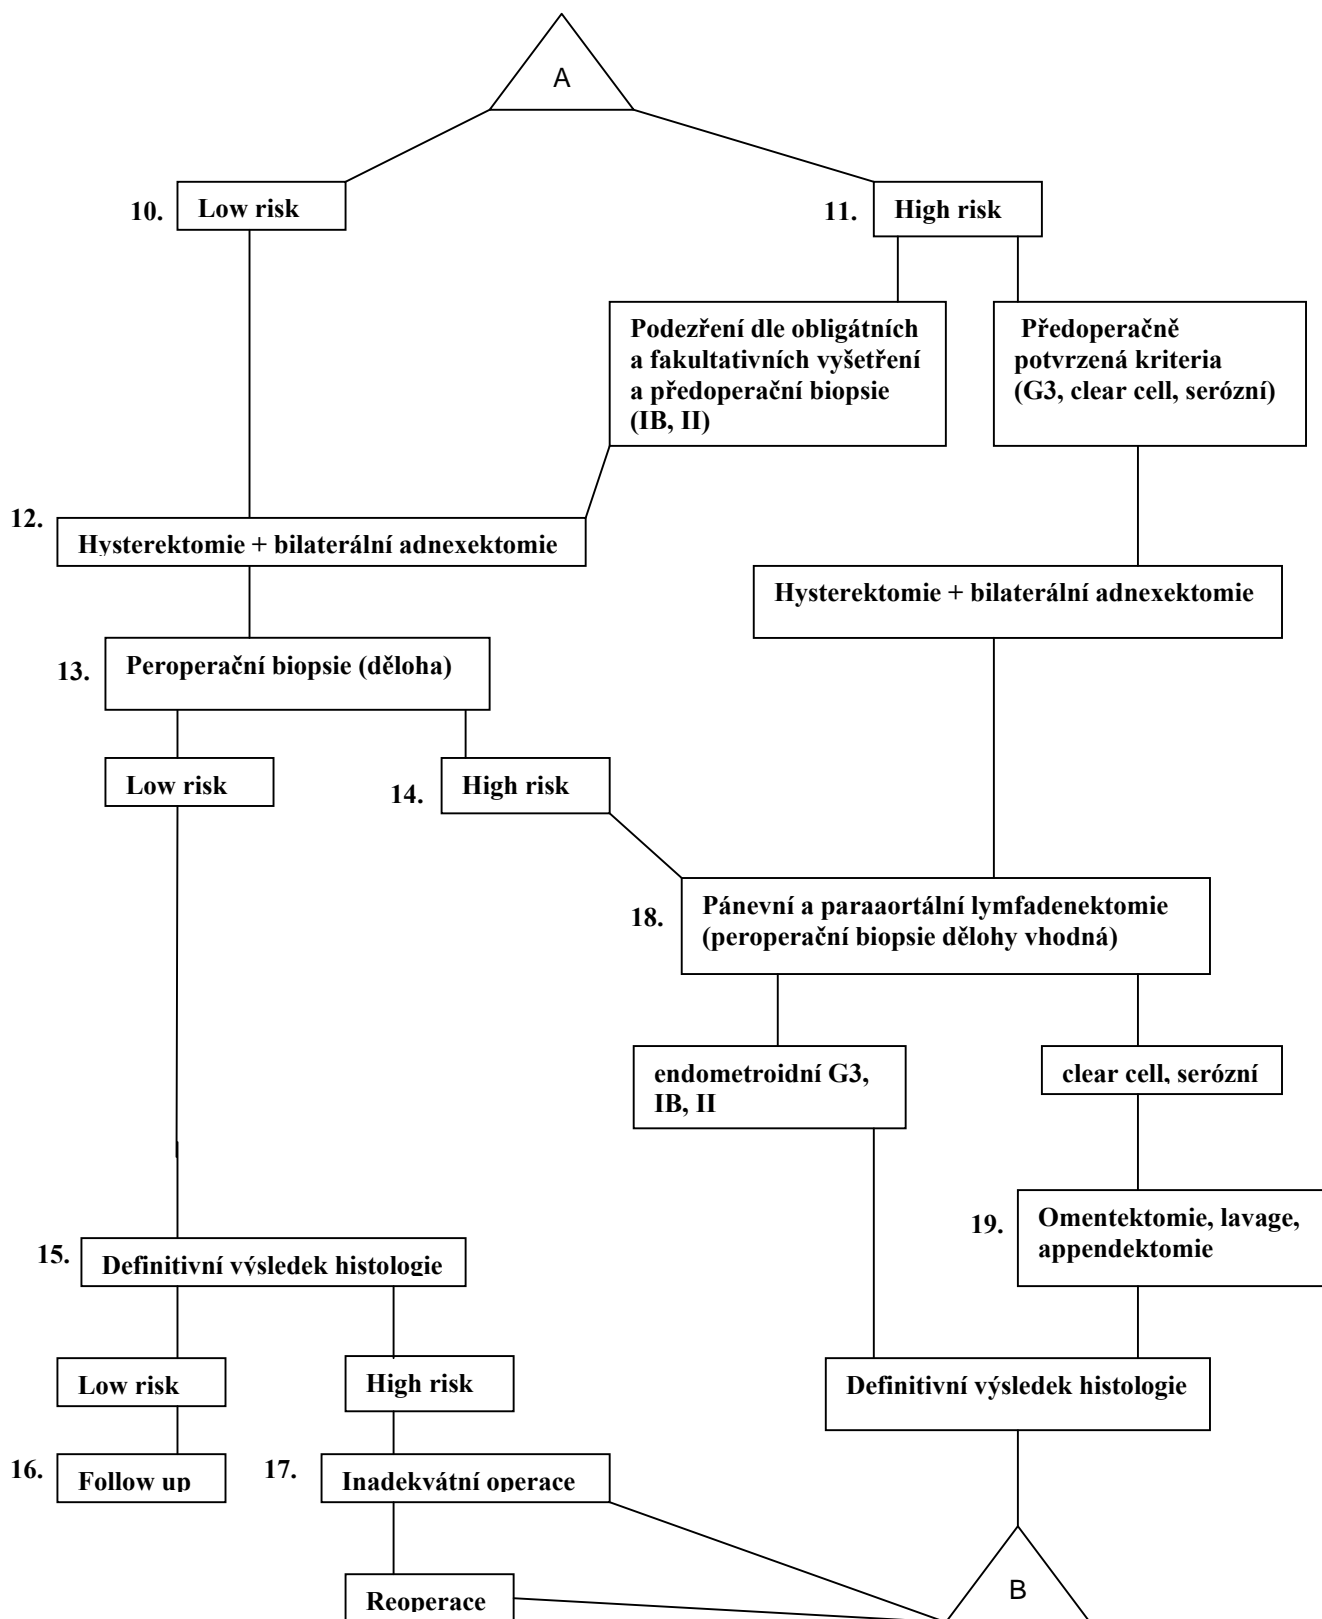 A
10.
Low risk
11.
High risk
Podezření dle obligátních
a fakultativních vyšetření
a předoperační biopsie
(IB, II)
Předoperačně
potvrzená kriteria
(G3, clear cell, serózní)
12.
Hysterektomie + bilaterální adnexektomie
Hysterektomie + bilaterální adnexektomie
13.
Peroperační biopsie (děloha)
Low risk
14.
High risk
18.
Pánevní a paraaortální lymfadenektomie
(peroperační biopsie dělohy vhodná)
endometroidní G3,
IB, II
clear cell, serózní
19.
Omentektomie, lavage,
appendektomie
15.
Definitivní výsledek histologie
Low risk
High risk
Definitivní výsledek histologie
16.
Follow up
17.
Inadekvátní operace
Reoperace
B